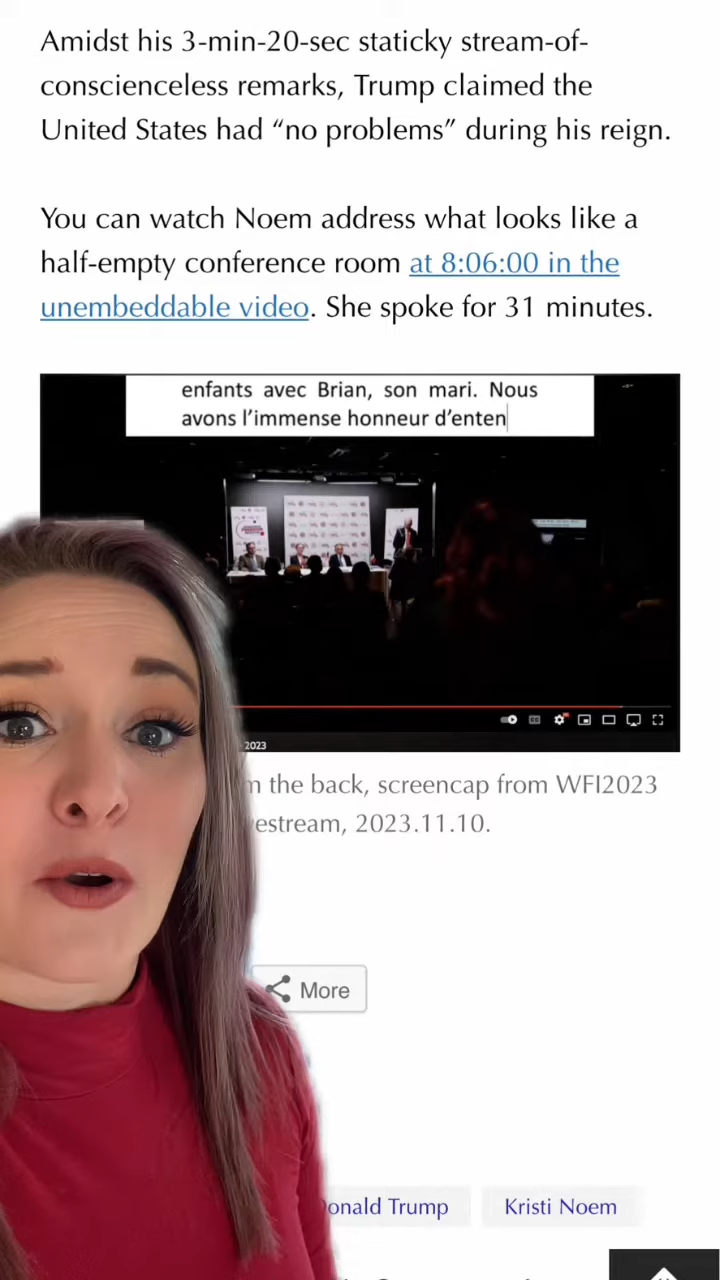 Amidst his 3-min-20-sec staticky stream-of-
conscienceless remarks, Trump claimed the
United States had “no problems” during his reign.
You can watch Noem address what looks like a
half-empty conference room at 8:06:00 in the
unembeddable video. She spoke for 31 minutes.
enfants avec Brian, son mari. Nous
avons l’immense honneur d’enten
2023
the back, screencap from WFI2023
estream, 2023.11.10.
More
onald Trump
Kristi Noem